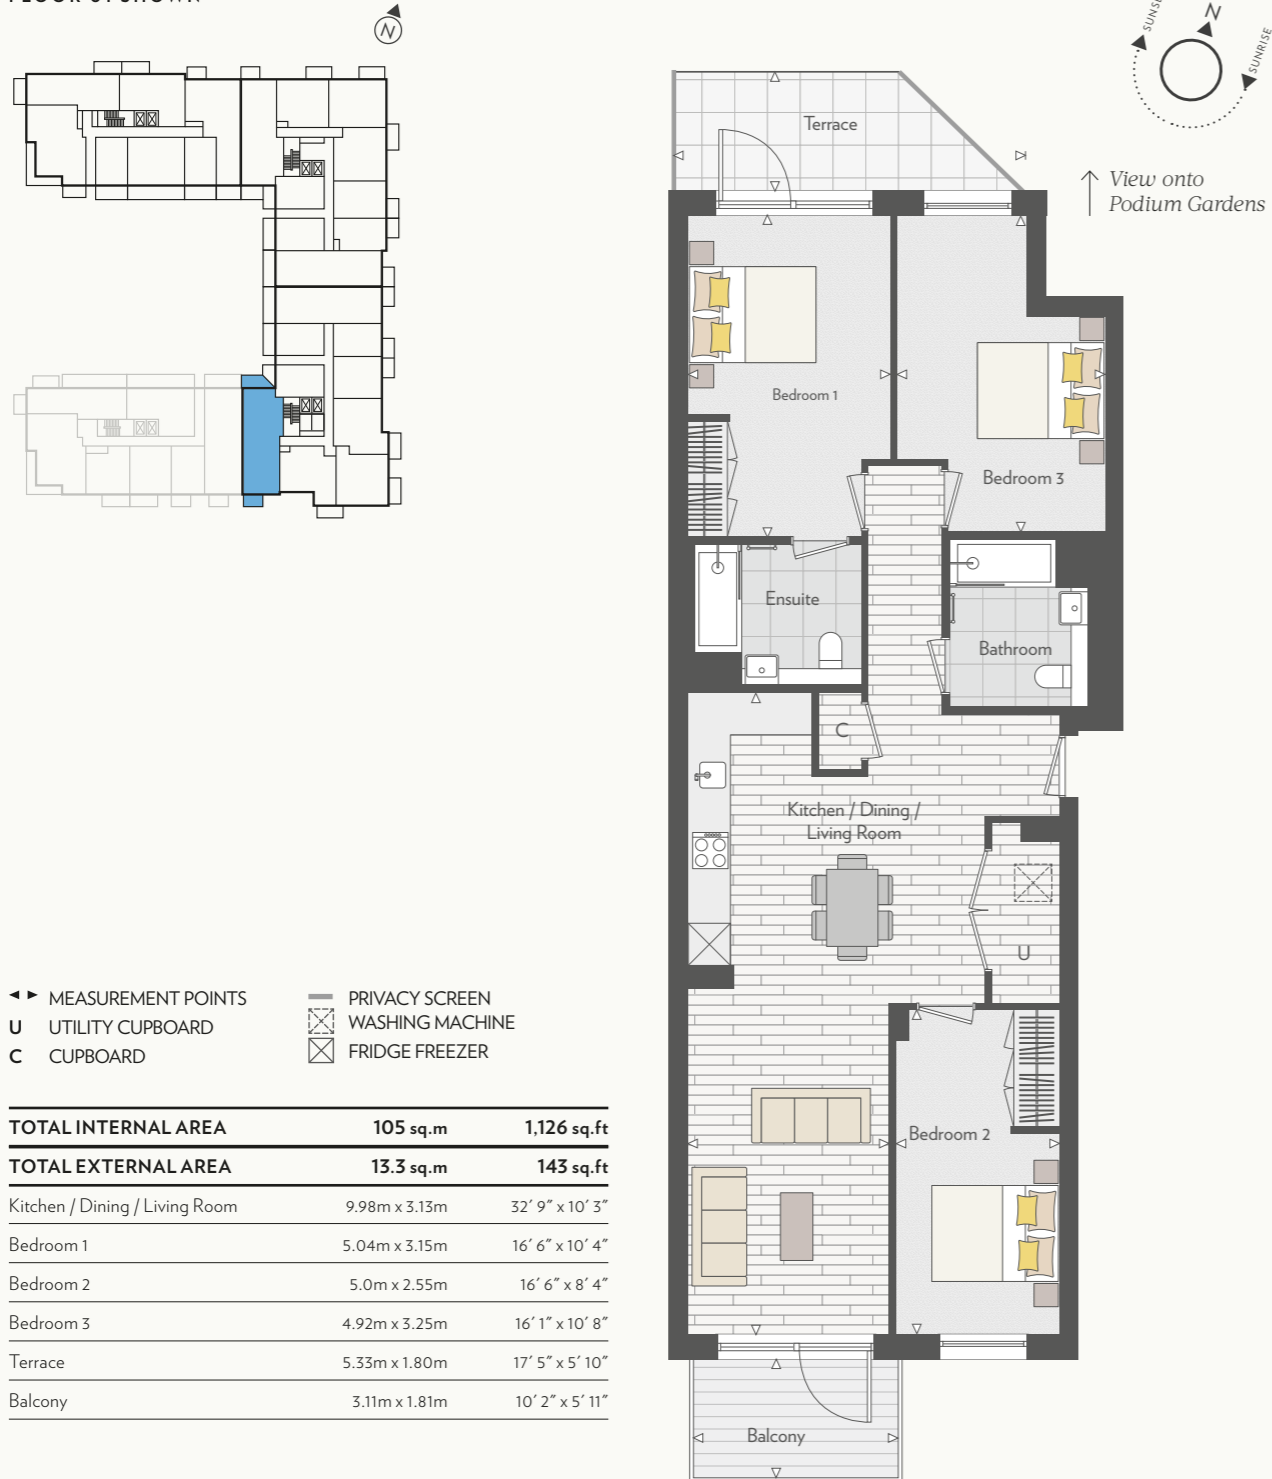 N
SUNSET
N
SUNRISE
Terrace
View onto
Podium Gardens
Bedroom 1
Bedroom 3
Ensuite
Bathroom
C
Kitchen / Dining /
Living Room
U
Bedroom 2
Balcony
MEASUREMENT POINTS
U UTILITY CUPBOARD
C CUPBOARD
PRIVACY SCREEN
WASHING MACHINE
FRIDGE FREEZER
TOTAL INTERNAL AREA 105 sq.m 1,126 sq.ft
TOTAL EXTERNAL AREA 13.3 sq.m 143 sq.ft
Kitchen / Dining / Living Room 9.98m x 3.13m 32′ 9″ x 10′ 3″
Bedroom 1 5.04m x 3.15m 16′ 6″ x 10′ 4″
Bedroom 2 5.0m x 2.55m 16′ 6″ x 8′ 4″
Bedroom 3 4.92m x 3.25m 16′ 1″ x 10′ 8″
Terrace 5.33m x 1.80m 17′ 5″ x 5′ 10″
Balcony 3.11m x 1.81m 10′ 2″ x 5′ 11″